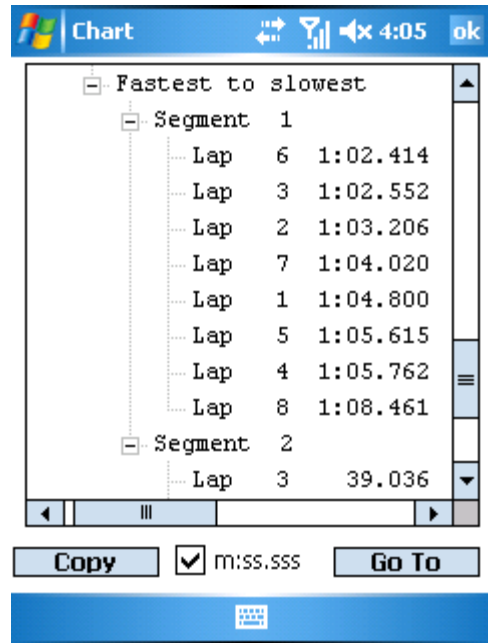 Chart 4:05 ok
Fastest to slowest
Segment 1
Lap 6 1:02.414
Lap 3 1:02.552
Lap 2 1:03.206
Lap 7 1:04.020
Lap 1 1:04.800
Lap 5 1:05.615
Lap 4 1:05.762
Lap 8 1:08.461
Segment 2
Lap 3 39.036
Copy m:ss.sss Go To